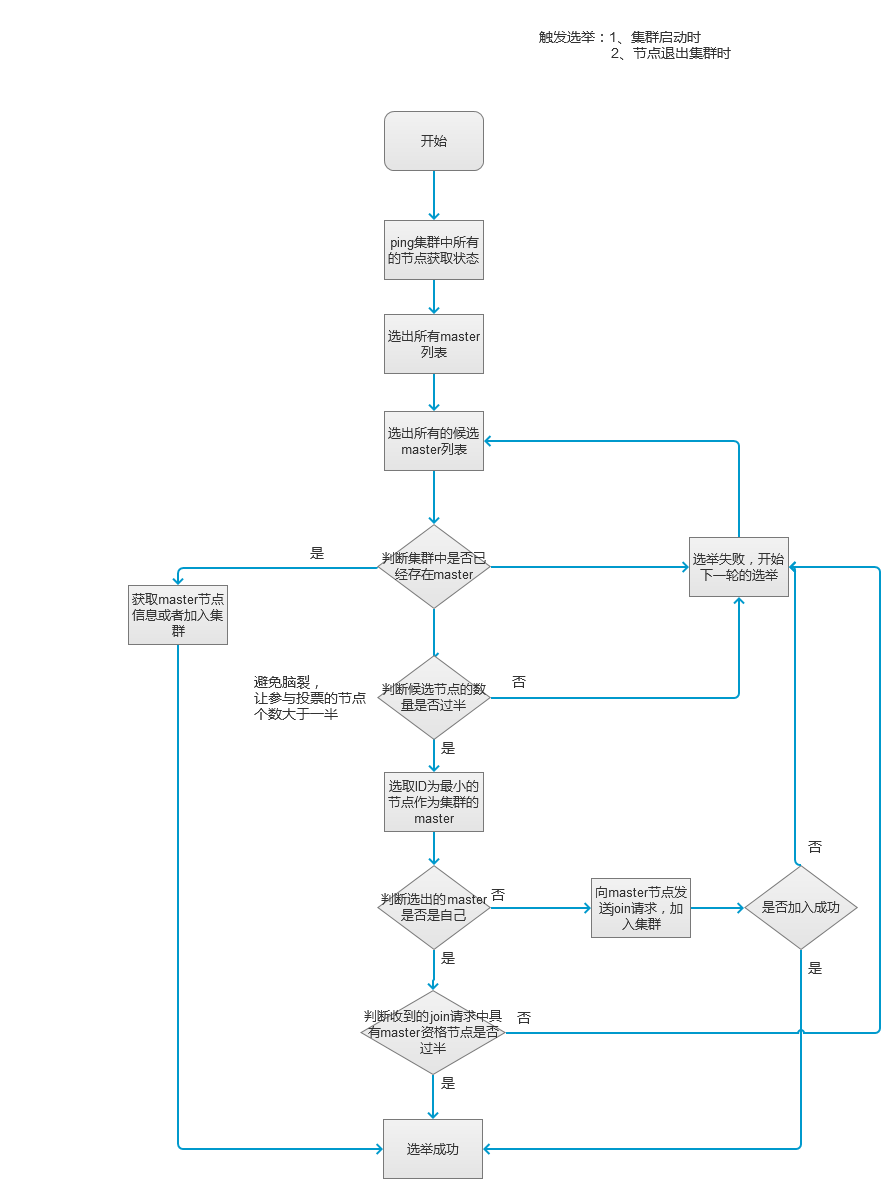 触发选举：1、集群启动时
2、节点退出集群时
开始
ping集群中所有
的节点获取状态
选出所有master
列表
选出所有的候选
master列表
判断集群中是否已
经存在master
是
选举失败，开始
下一轮的选举
获取master节点
信息或者加入集
群
避免脑裂，
让参与投票的节点
个数大于一半
判断候选节点的数
量是否过半
否
是
选取ID为最小的
节点作为集群的
master
判断选出的master
是否是自己
否
向master节点发
送join请求，加
入集群
否
是否加入成功
是
是
判断收到的join请求中具
有master资格节点是否
过半
否
是
选举成功